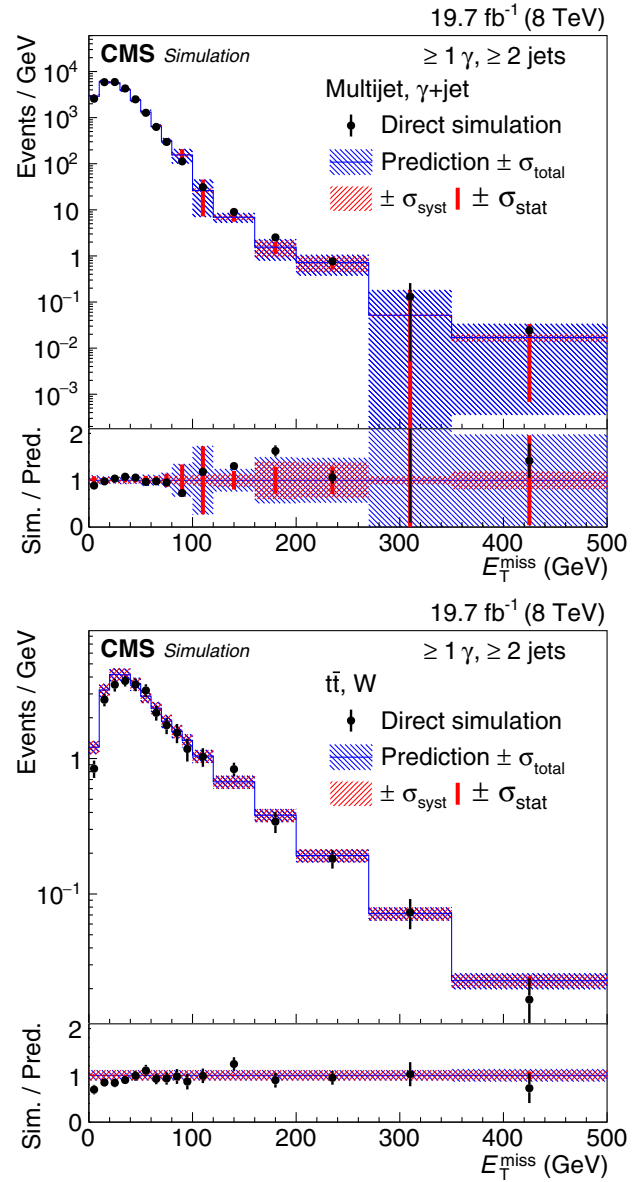 19.7 fb⁻¹ (8 TeV)
CMS Simulation ≥ 1 γ, ≥ 2 jets
Multijet, γ+jet
Direct simulation
Prediction ± σtotal
± σsyst ± σstat
Events / GeV
10⁴
10³
10²
10
1
10⁻¹
10⁻²
10⁻³
Sim. / Pred.
2
1
0
0 100 200 300 400 500
E_T^miss (GeV)
19.7 fb⁻¹ (8 TeV)
CMS Simulation ≥ 1 γ, ≥ 2 jets
tt̄, W
Direct simulation
Prediction ± σtotal
± σsyst ± σstat
Events / GeV
1
10⁻¹
Sim. / Pred.
2
1
0
0 100 200 300 400 500
E_T^miss (GeV)